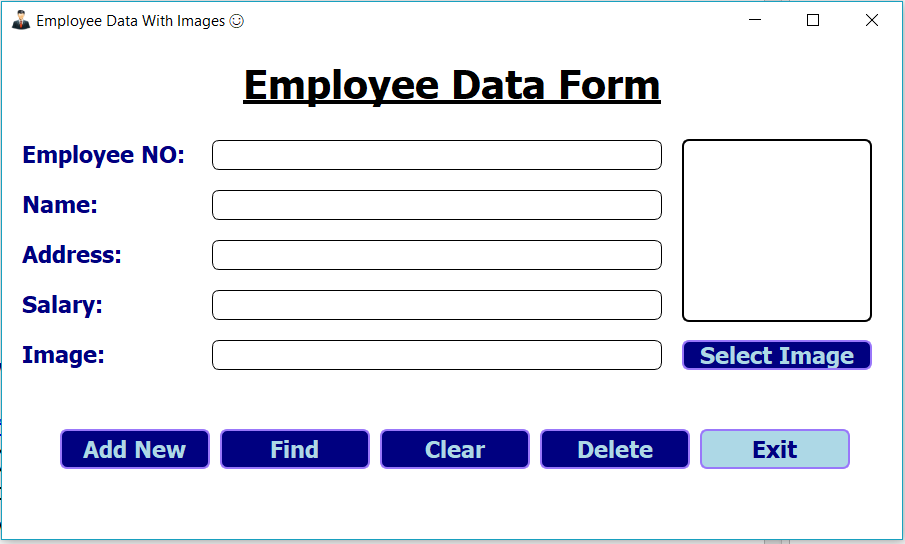 Employee Data With Images ☺
Employee Data Form
Employee NO:
Name:
Address:
Salary:
Image:
Select Image
Add New Find Clear Delete Exit